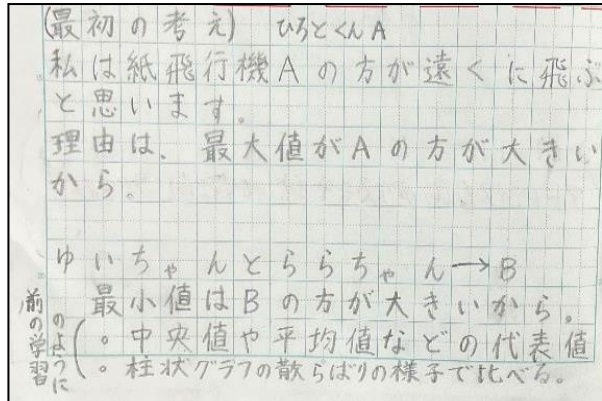 (最初の考え) ひろとくんA
私は紙飛行機Aの方が遠くに飛ぶ
と思います。
理由は、最大値がAの方が大きい
から。
ゆいちゃんとららちゃん→B
最小値はBの方が大きいから。
前の学習のように
。中央値や平均値などの代表値
。柱状グラフの散らばりの様子で比べる。